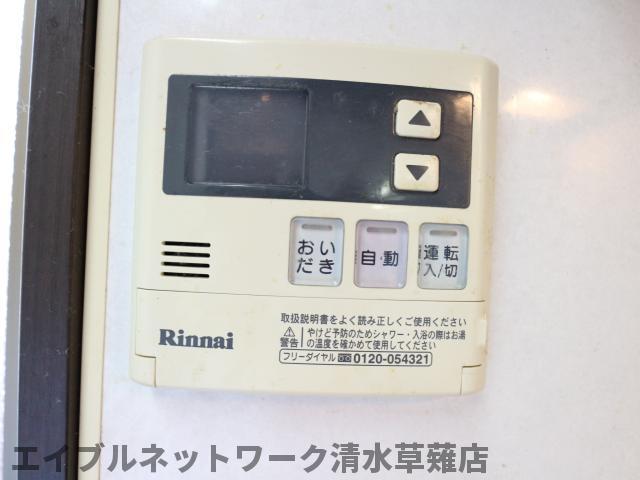 ▲
▼
おい
だき
自動
運転
入/切
取扱説明書をよく読み正しくご使用ください
⚠警告 やけど予防のためシャワー・入浴の際はお湯
の温度を確かめて使用してください
Rinnai
フリーダイヤル 0120-054321
エイブルネットワーク清水草薙店